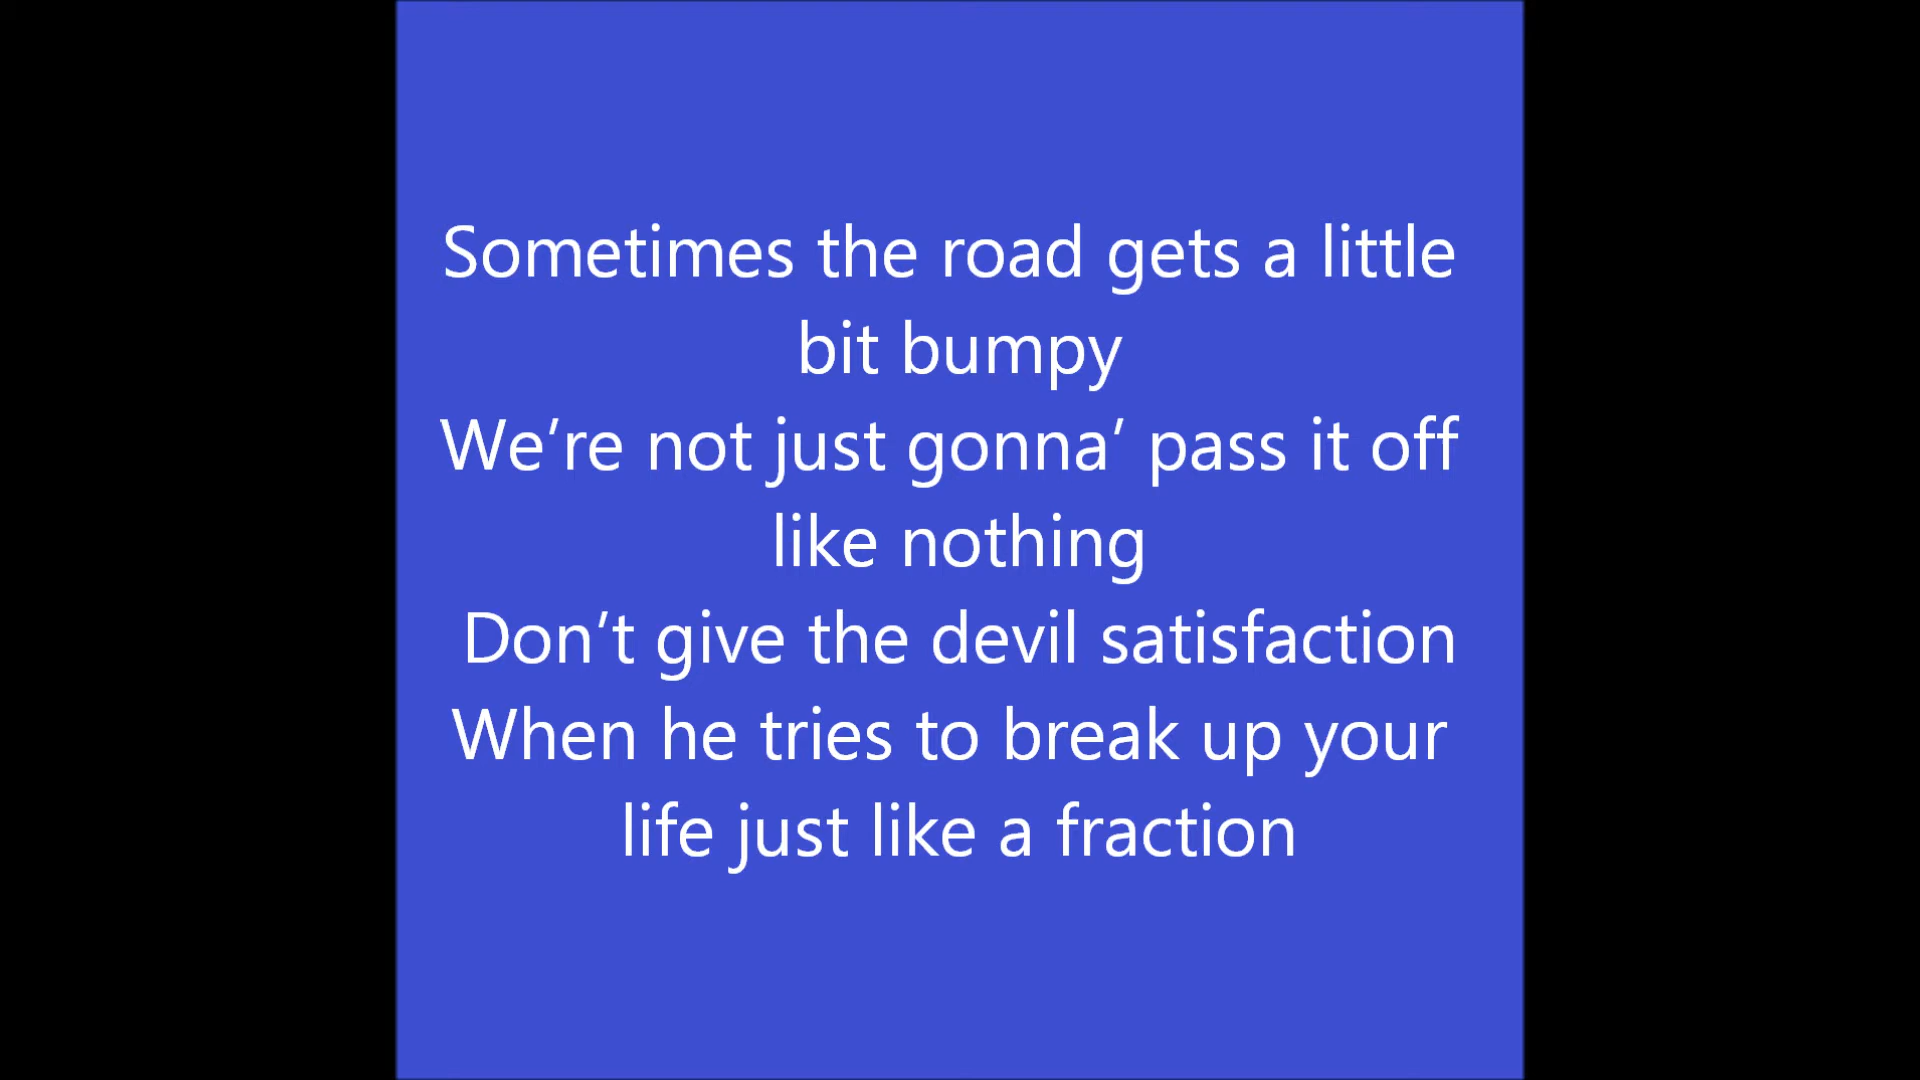 Sometimes the road gets a little
bit bumpy
We’re not just gonna’ pass it off
like nothing
Don’t give the devil satisfaction
When he tries to break up your
life just like a fraction